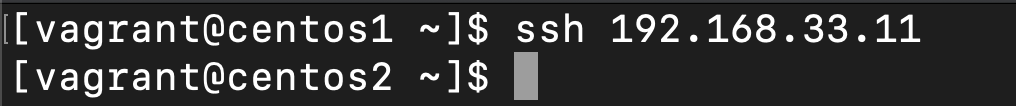 [vagrant@centos1 ~]$ ssh 192.168.33.11
[vagrant@centos2 ~]$